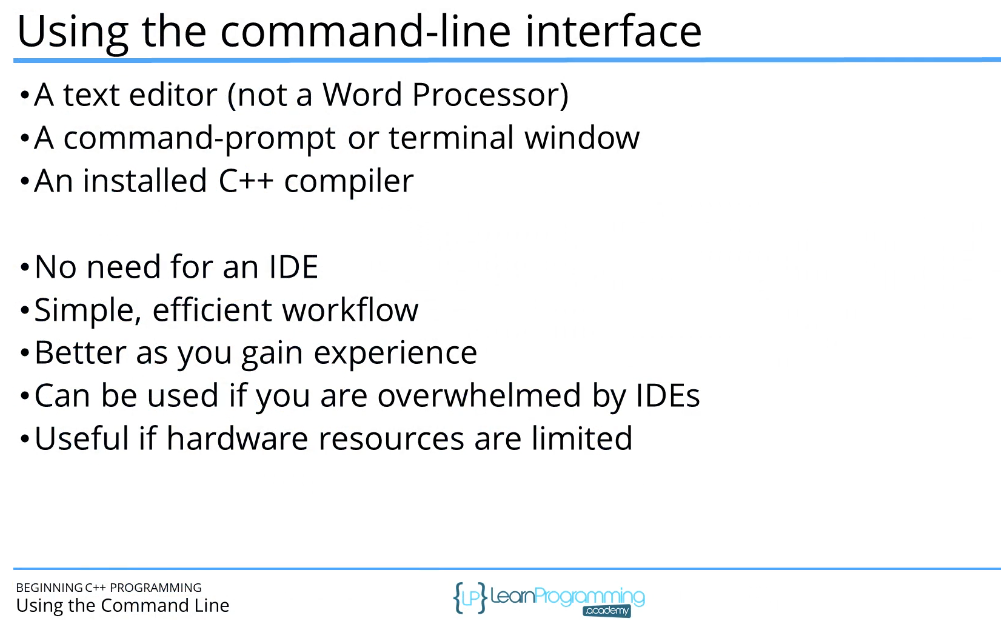 Using the command-line interface
•A text editor (not a Word Processor)
•A command-prompt or terminal window
•An installed C++ compiler
•No need for an IDE
•Simple, efficient workflow
•Better as you gain experience
•Can be used if you are overwhelmed by IDEs
•Useful if hardware resources are limited
BEGINNING C++ PROGRAMMING
Using the Command Line
{LP}LearnProgramming
.academy